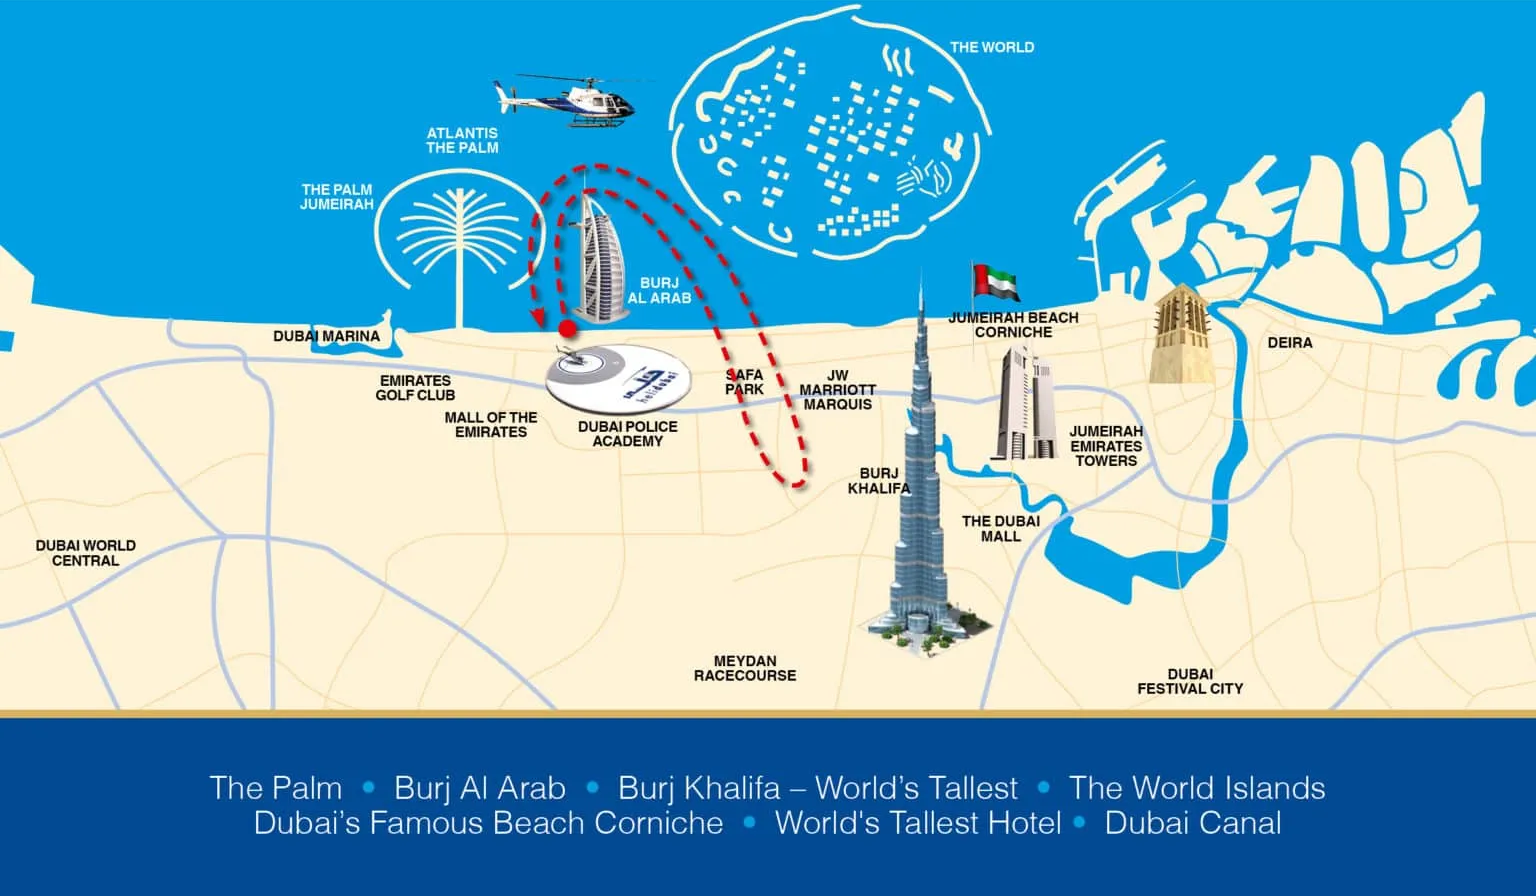 THE WORLD
ATLANTIS
THE PALM
THE PALM
JUMEIRAH
BURJ
AL ARAB
JUMEIRAH BEACH
CORNICHE
DUBAI MARINA
DEIRA
EMIRATES
GOLF CLUB
helidubai
SAFA
PARK
JW
MARRIOTT
MARQUIS
MALL OF THE
EMIRATES
DUBAI POLICE
ACADEMY
JUMEIRAH
EMIRATES
TOWERS
BURJ
KHALIFA
THE DUBAI
MALL
DUBAI WORLD
CENTRAL
MEYDAN
RACECOURSE
DUBAI
FESTIVAL CITY
The Palm • Burj Al Arab • Burj Khalifa – World’s Tallest • The World Islands
Dubai’s Famous Beach Corniche • World's Tallest Hotel • Dubai Canal